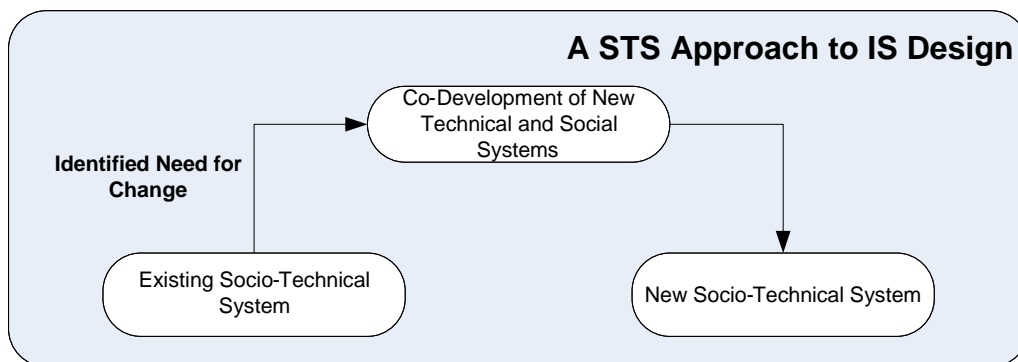 A STS Approach to IS Design
Co-Development of New
Technical and Social
Systems
Identified Need for
Change
Existing Socio-Technical
System
New Socio-Technical System